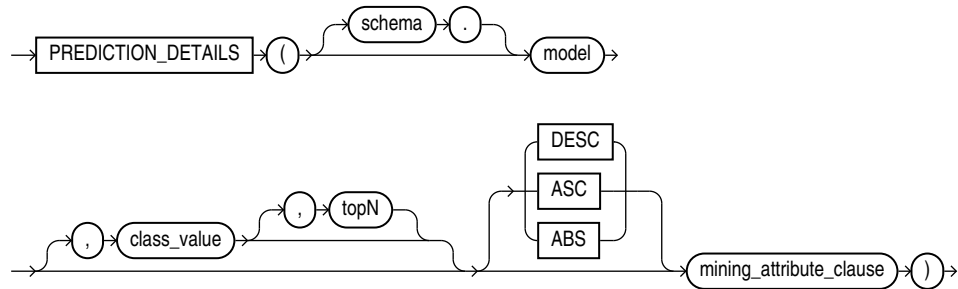 PREDICTION_DETAILS ( schema . model
, class_value , topN DESC
ASC
ABS
mining_attribute_clause )